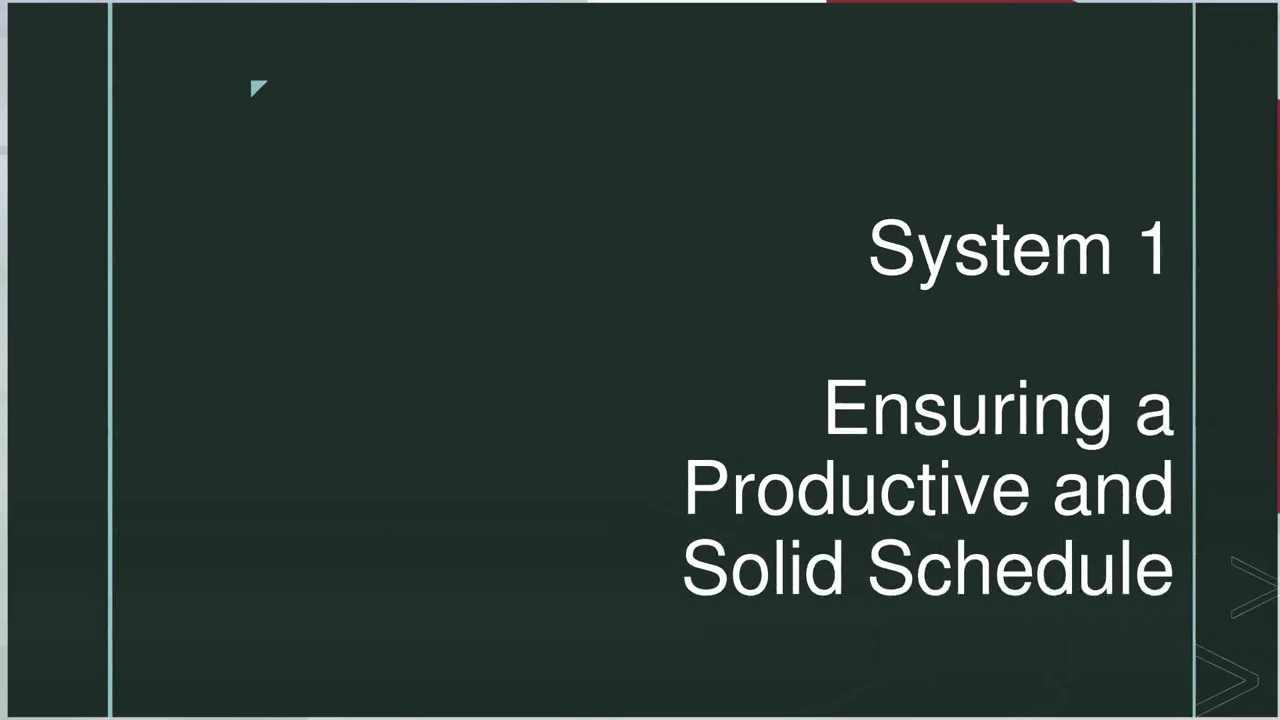 System 1
Ensuring a
Productive and
Solid Schedule